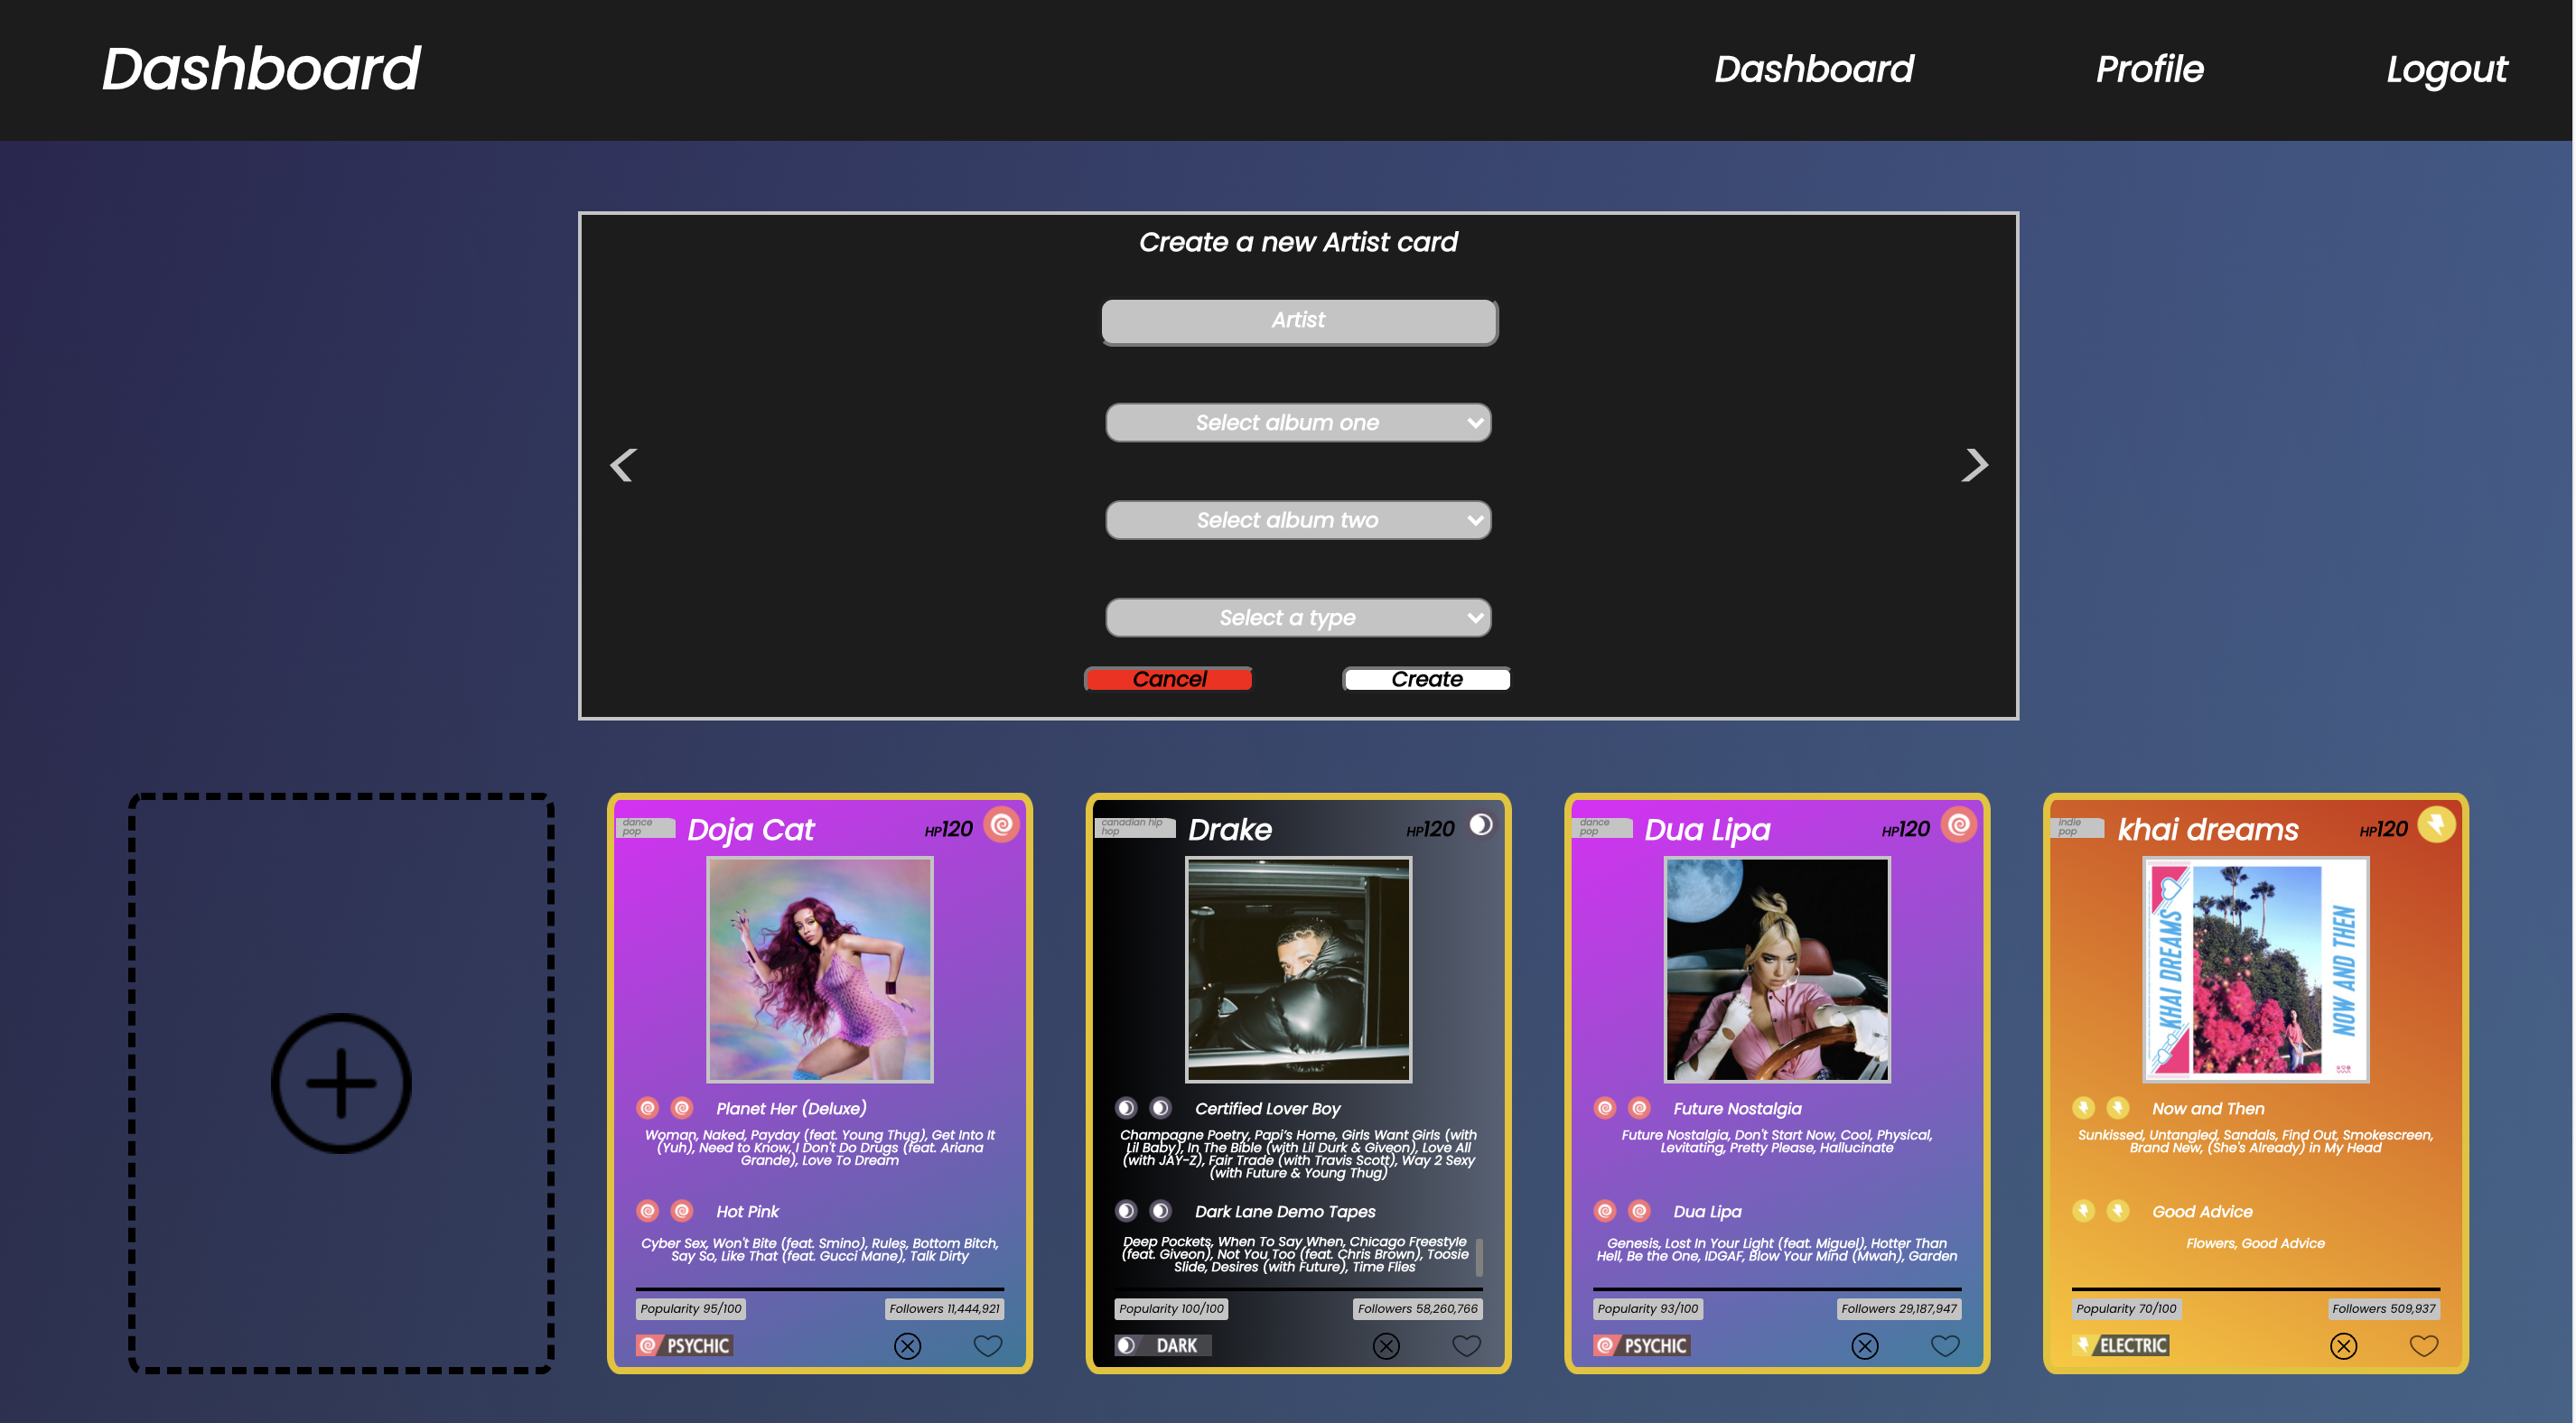 Dashboard
Dashboard Profile Logout
Create a new Artist card
Artist
Select album one
Select album two
Select a type
Cancel Create
dance
pop
Doja Cat
HP120
Planet Her (Deluxe)
Woman, Naked, Payday (feat. Young Thug), Get Into It
(Yuh), Need to Know, I Don't Do Drugs (feat. Ariana
Grande), Love To Dream
Hot Pink
Cyber Sex, Won't Bite (feat. Smino), Rules, Bottom Bitch,
Say So, Like That (feat. Gucci Mane), Talk Dirty
Popularity 95/100 Followers 11,444,921
PSYCHIC
canadian hip
hop
Drake
HP120
Certified Lover Boy
Champagne Poetry, Papi’s Home, Girls Want Girls (with
Lil Baby), In The Bible (with Lil Durk & Giveon), Love All
(with JAY-Z), Fair Trade (with Travis Scott), Way 2 Sexy
(with Future & Young Thug)
Dark Lane Demo Tapes
Deep Pockets, When To Say When, Chicago Freestyle
(feat. Giveon), Not You Too (feat. Chris Brown), Toosie
Slide, Desires (with Future), Time Flies
Popularity 100/100 Followers 58,260,766
DARK
dance
pop
Dua Lipa
HP120
Future Nostalgia
Future Nostalgia, Don't Start Now, Cool, Physical,
Levitating, Pretty Please, Hallucinate
Dua Lipa
Genesis, Lost In Your Light (feat. Miguel), Hotter Than
Hell, Be the One, IDGAF, Blow Your Mind (Mwah), Garden
Popularity 93/100 Followers 29,187,947
PSYCHIC
indie
pop
khai dreams
HP120
KHAI DREAMS
NOW AND THEN
Now and Then
Sunkissed, Untangled, Sandals, Find Out, Smokescreen,
Brand New, (She's Already) in My Head
Good Advice
Flowers, Good Advice
Popularity 70/100 Followers 509,937
ELECTRIC